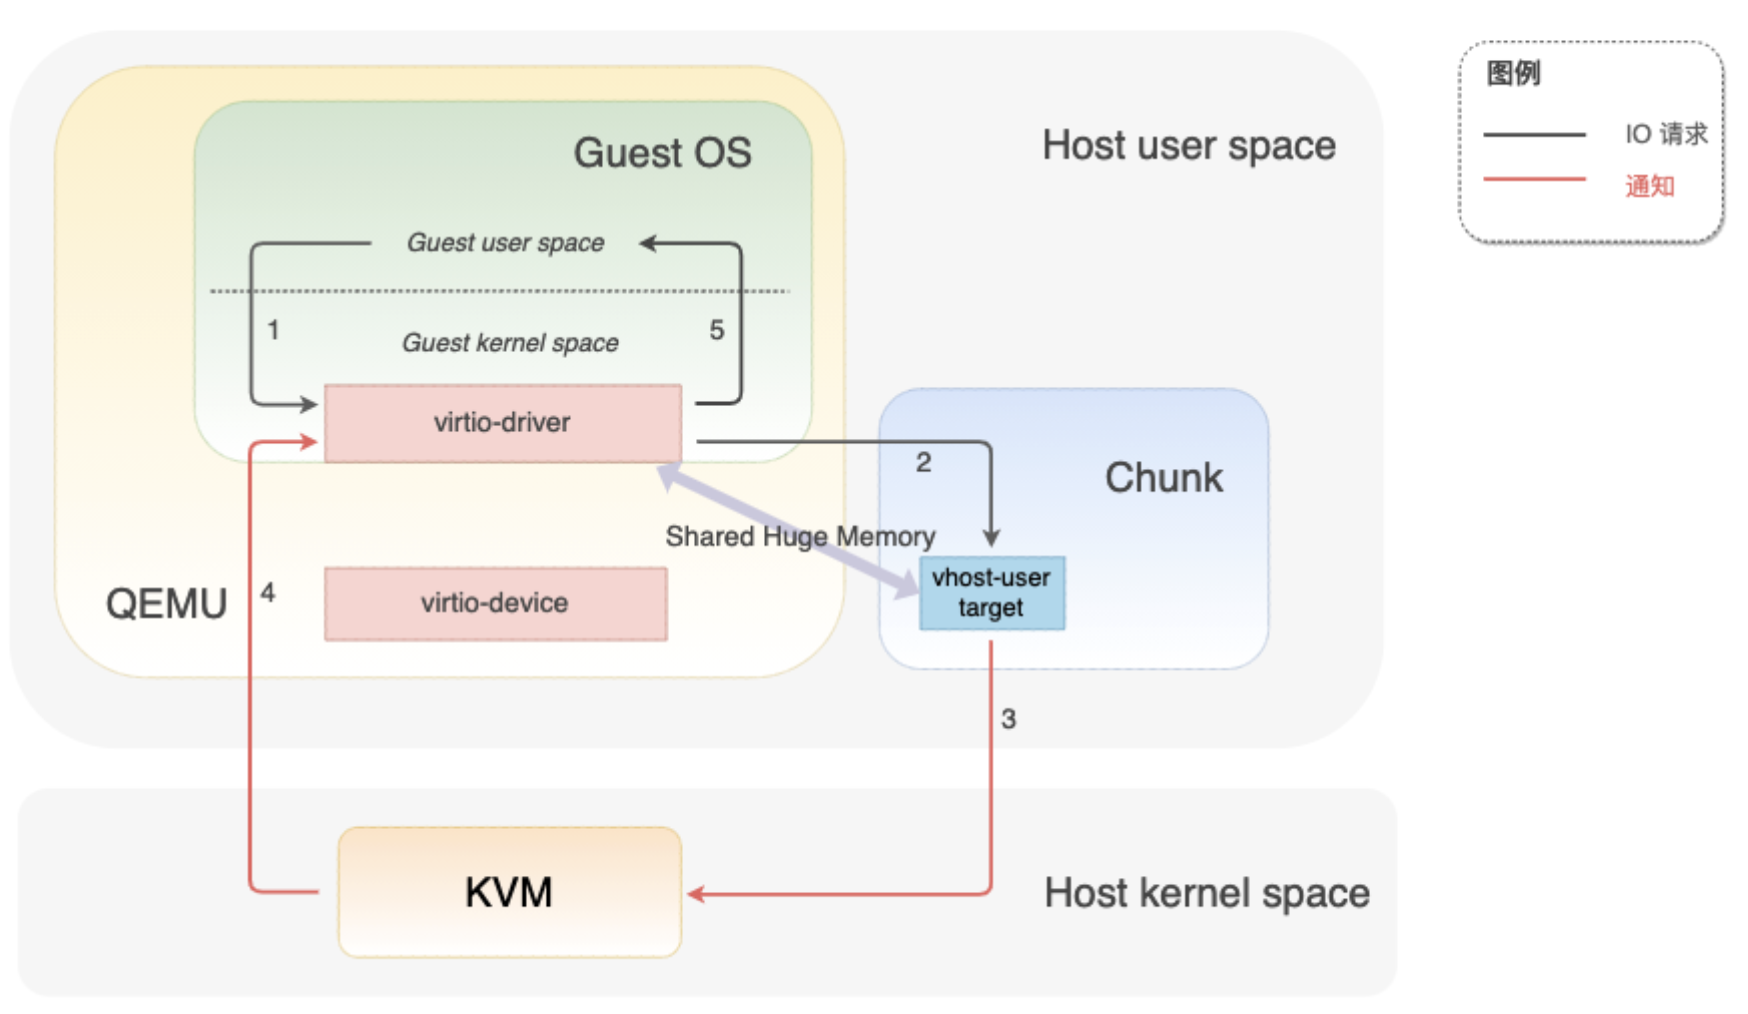 图例
IO 请求
通知
Host user space
Guest OS
Guest user space
1
5
Guest kernel space
virtio-driver
2
Chunk
Shared Huge Memory
vhost-user
target
QEMU
4
virtio-device
3
KVM
Host kernel space